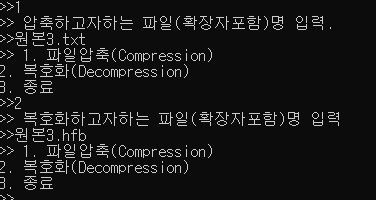 >>1
>> 압축하고자하는 파일(확장자포함)명 입력.
>>원본3.txt
>> 1. 파일압축(Compression)
2. 복호화(Decompression)
3. 종료
>>2
>> 복호화하고자하는 파일(확장자포함)명 입력
>>원본3.hfb
>> 1. 파일압축(Compression)
2. 복호화(Decompression)
3. 종료
>>